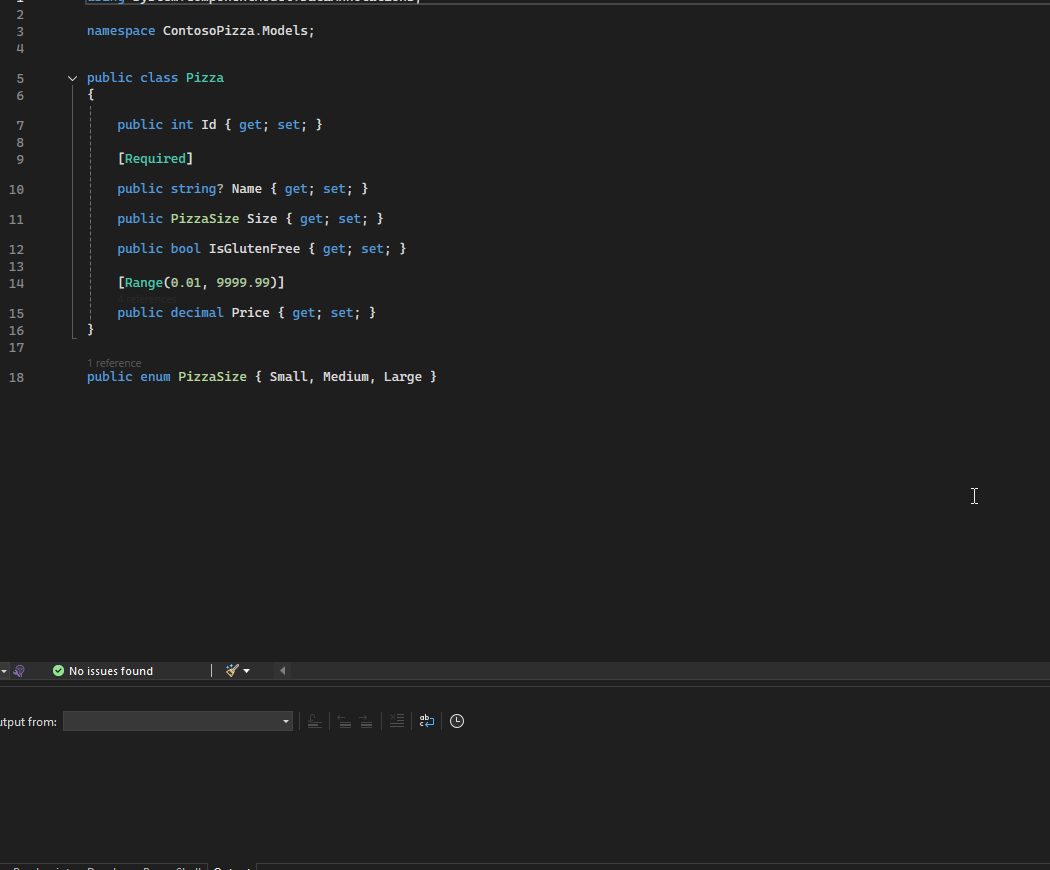 1
2
3 namespace ContosoPizza.Models;
4
5 public class Pizza
6 {
7 public int Id { get; set; }
8
9 [Required]
10 public string? Name { get; set; }
11 public PizzaSize Size { get; set; }
12 public bool IsGlutenFree { get; set; }
13
14 [Range(0.01, 9999.99)]
4 references
15 public decimal Price { get; set; }
16 }
17
1 reference
18 public enum PizzaSize { Small, Medium, Large }
No issues found
utput from: